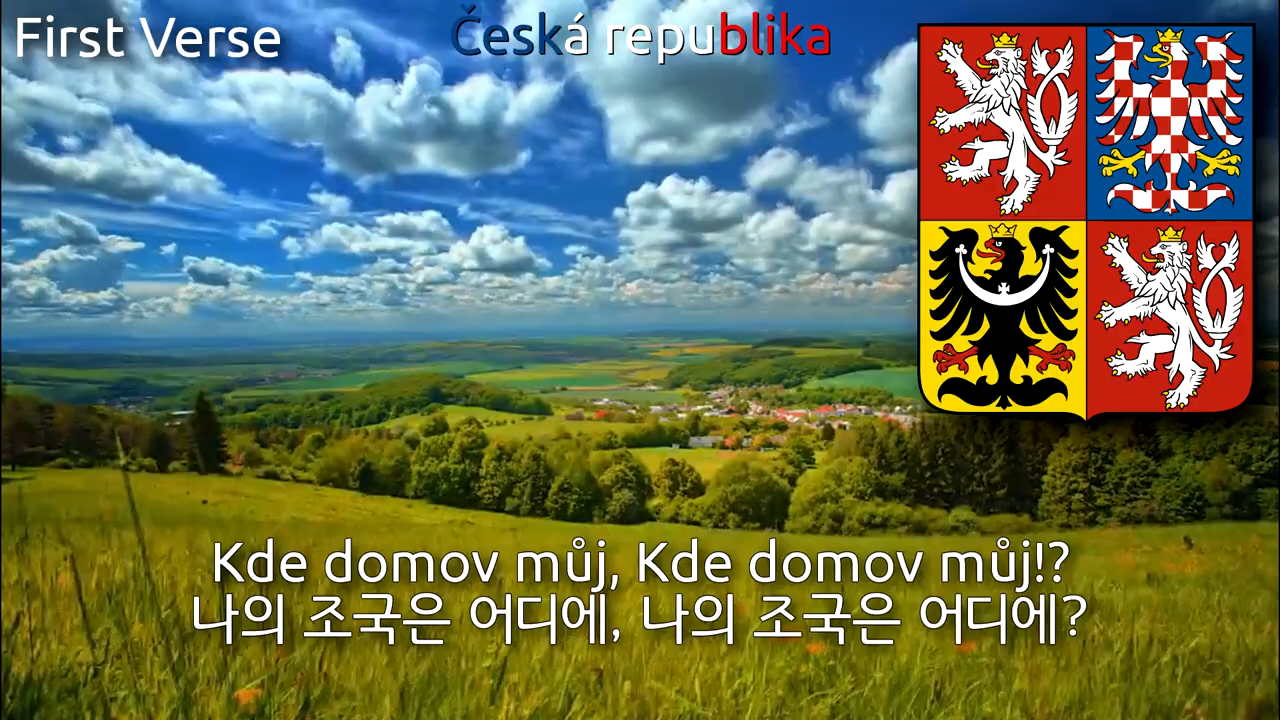 First Verse
Česká republika
Kde domov můj, Kde domov můj!?
나의 조국은 어디에, 나의 조국은 어디에?